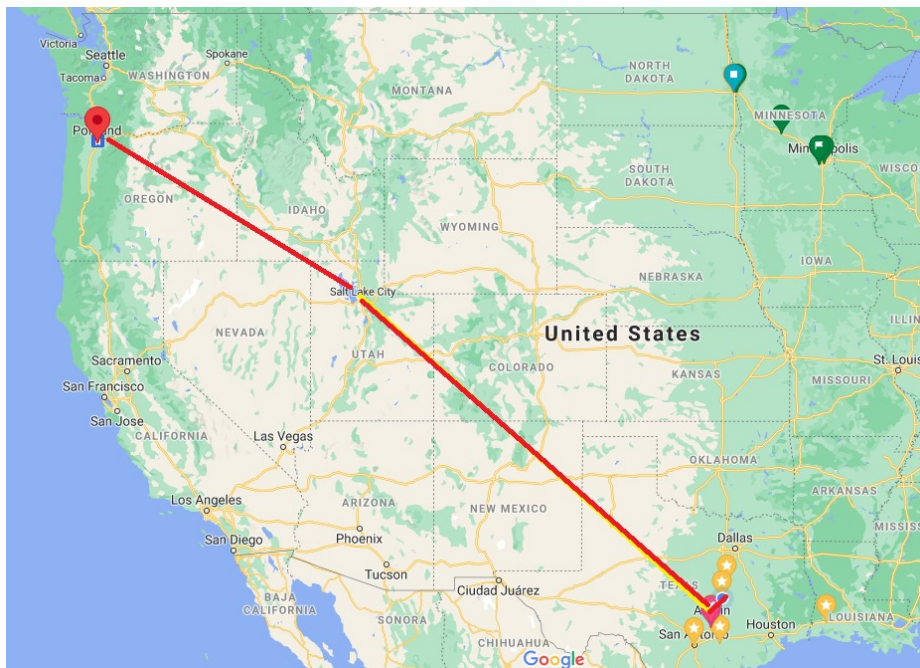 Victoria
Seattle
Spokane
Tacoma
WASHINGTON
NORTH
DAKOTA
MONTANA
MINNESOTA
Portland
Minneapolis
WISCO
SOUTH
DAKOTA
OREGON
IDAHO
WYOMING
IOWA
NEBRASKA
Salt Lake City
NEVADA
United States
ILLIN
UTAH
COLORADO
Sacramento
St. Louis
KANSAS
MISSOURI
San Francisco
San Jose
CALIFORNIA
Las Vegas
OKLAHOMA
ARKANSAS
Los Angeles
ARIZONA
NEW MEXICO
MISSIS
San Diego
Phoenix
Dallas
Tucson
Ciudad Juárez
TEXAS
BAJA
CALIFORNIA
Austin
SONORA
San Antonio
Houston
LOUISIANA
CHIHUAHUA
COAHUILA
Google